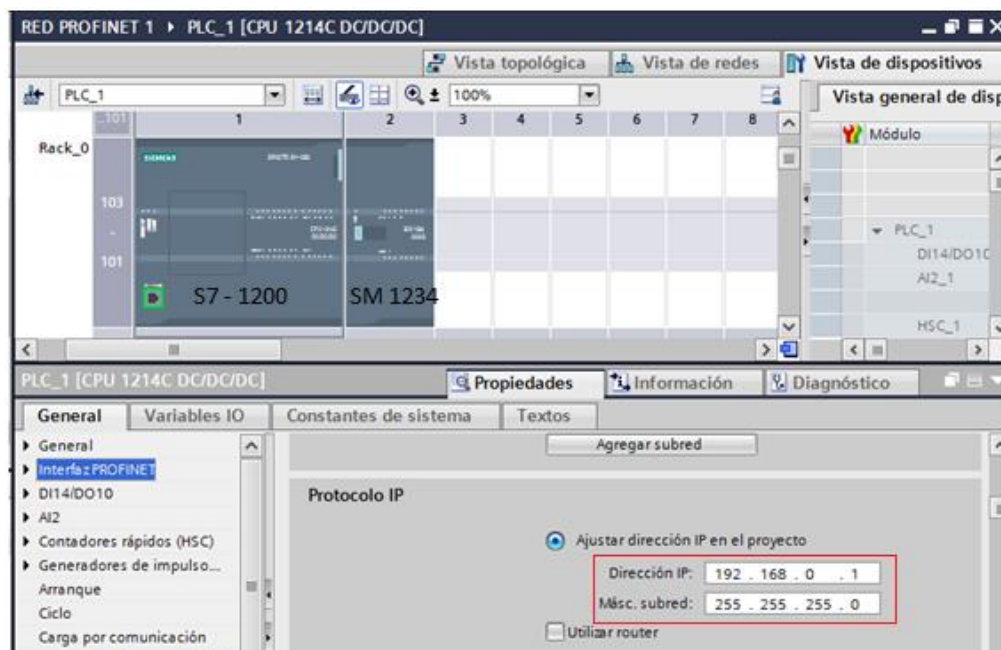 RED PROFINET 1 ▸ PLC_1 [CPU 1214C DC/DC/DC]
Vista topológica
Vista de redes
Vista de dispositivos
PLC_1
100%
Vista general de disp
Módulo
1 2 3 4 5 6 7 8
Rack_0
SIEMENS
103
101
S7 - 1200
SM 1234
PLC_1
DI14/DO10
AI2_1
HSC_1
PLC_1 [CPU 1214C DC/DC/DC]
Propiedades
Información
Diagnóstico
General
Variables IO
Constantes de sistema
Textos
General
Interfaz PROFINET
DI14/DO10
AI2
Contadores rápidos (HSC)
Generadores de impulso...
Arranque
Ciclo
Carga por comunicación
Agregar subred
Protocolo IP
Ajustar dirección IP en el proyecto
Dirección IP: 192 . 168 . 0 . 1
Másc. subred: 255 . 255 . 255 . 0
Utilizar router